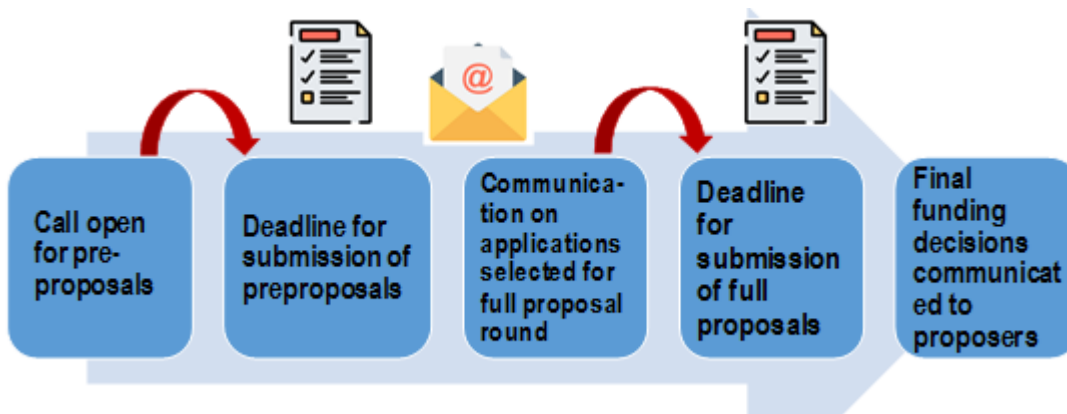 @
Call open
for pre-
proposals
Deadline for
submission of
preproposals
Communica-
tion on
applications
selected for
full proposal
round
Deadline
for
submission
of full
proposals
Final
funding
decisions
communicat
ed to
proposers